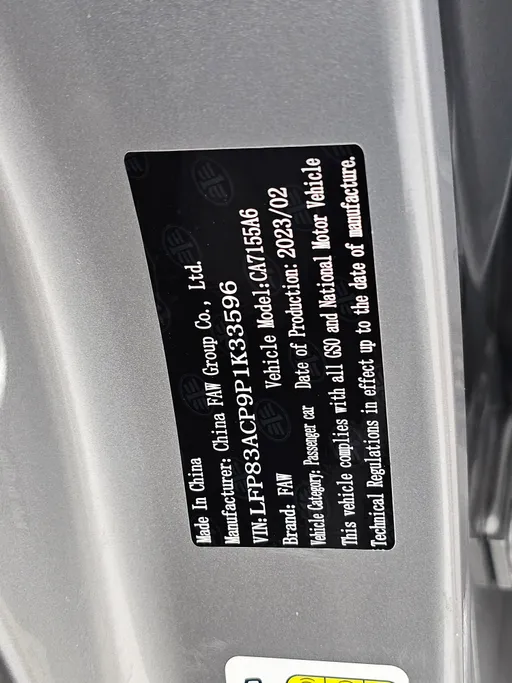 Made In China
Manufacturer: China FAW Group Co., Ltd.
VIN:LFP83ACP9P1K33596
Brand: FAW Vehicle Model:CA7155A6
Vehicle Category: Passenger car Date of Production: 2023/02
This vehicle complies with all GSO and National Motor Vehicle
Technical Regulations in effect up to the date of manufacture.